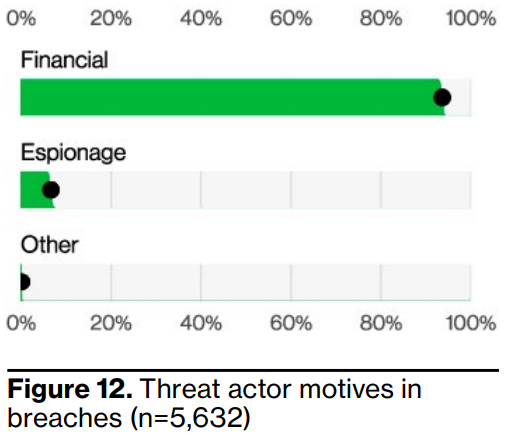 0% 20% 40% 60% 80% 100%
Financial
Espionage
Other
0% 20% 40% 60% 80% 100%
Figure 12. Threat actor motives in
breaches (n=5,632)